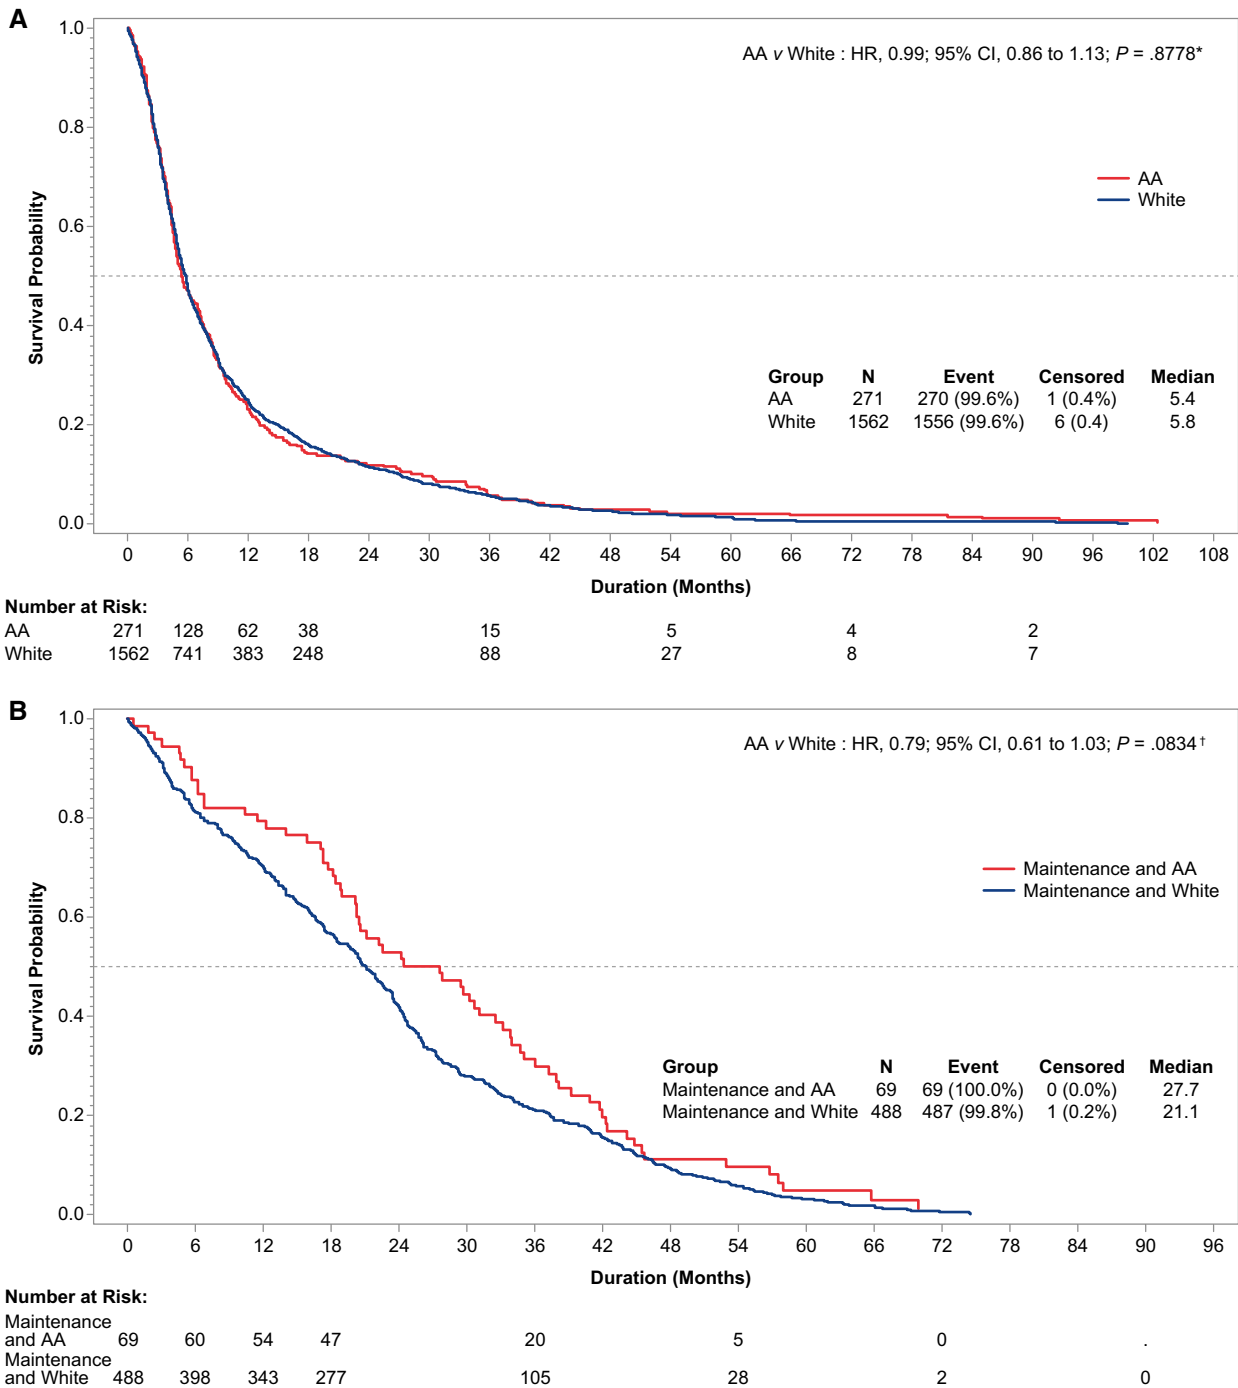 A
AA v White : HR, 0.99; 95% CI, 0.86 to 1.13; P = .8778*
AA
White
Survival Probability
1.0
0.8
0.6
0.4
0.2
0.0
Group N Event Censored Median
AA 271 270 (99.6%) 1 (0.4%) 5.4
White 1562 1556 (99.6%) 6 (0.4) 5.8
0 6 12 18 24 30 36 42 48 54 60 66 72 78 84 90 96 102 108
Duration (Months)
Number at Risk:
AA 271 128 62 38 15 5 4 2
White 1562 741 383 248 88 27 8 7
B
AA v White : HR, 0.79; 95% CI, 0.61 to 1.03; P = .0834†
Maintenance and AA
Maintenance and White
Survival Probability
1.0
0.8
0.6
0.4
0.2
0.0
Group N Event Censored Median
Maintenance and AA 69 69 (100.0%) 0 (0.0%) 27.7
Maintenance and White 488 487 (99.8%) 1 (0.2%) 21.1
0 6 12 18 24 30 36 42 48 54 60 66 72 78 84 90 96
Duration (Months)
Number at Risk:
Maintenance
and AA 69 60 54 47 20 5 0 .
Maintenance
and White 488 398 343 277 105 28 2 0